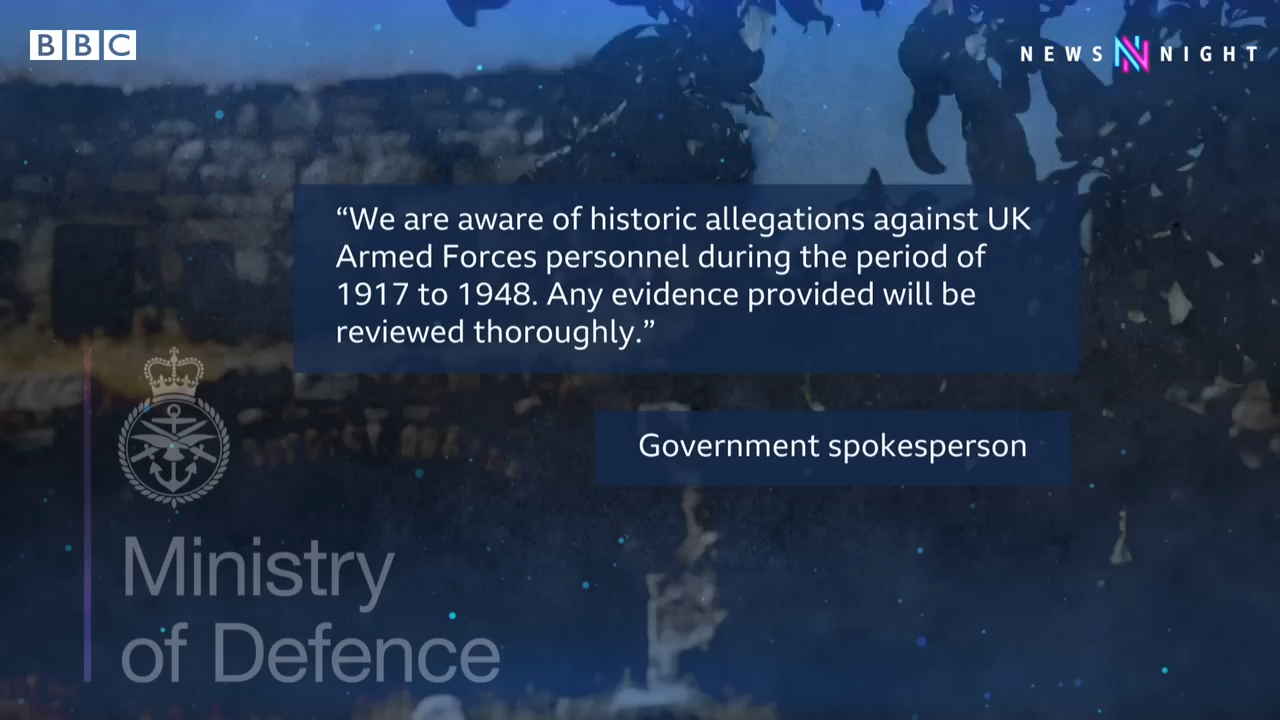 BBC
NEWS N NIGHT
“We are aware of historic allegations against UK
Armed Forces personnel during the period of
1917 to 1948. Any evidence provided will be
reviewed thoroughly.”
Government spokesperson
Ministry
of Defence